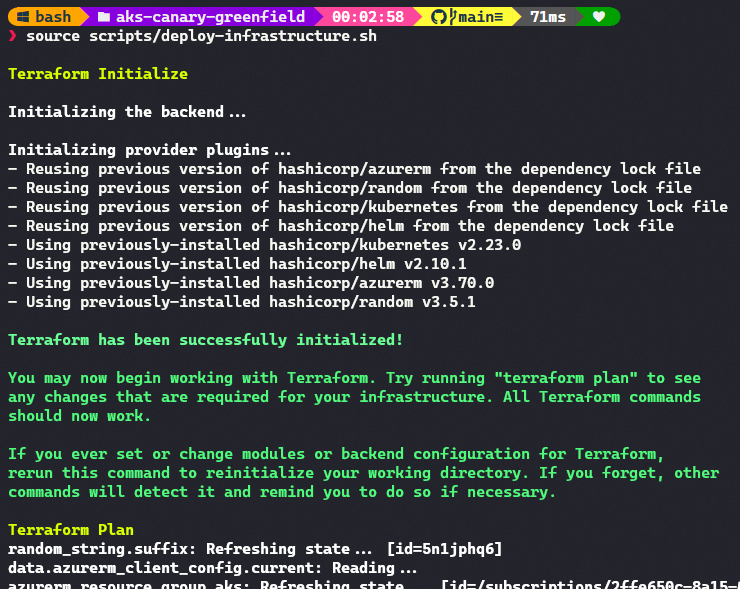 bash aks-canary-greenfield 00:02:58 main≡ 71ms
❯ source scripts/deploy-infrastructure.sh
Terraform Initialize
Initializing the backend...
Initializing provider plugins...
- Reusing previous version of hashicorp/azurerm from the dependency lock file
- Reusing previous version of hashicorp/random from the dependency lock file
- Reusing previous version of hashicorp/kubernetes from the dependency lock file
- Reusing previous version of hashicorp/helm from the dependency lock file
- Using previously-installed hashicorp/kubernetes v2.23.0
- Using previously-installed hashicorp/helm v2.10.1
- Using previously-installed hashicorp/azurerm v3.70.0
- Using previously-installed hashicorp/random v3.5.1
Terraform has been successfully initialized!
You may now begin working with Terraform. Try running "terraform plan" to see
any changes that are required for your infrastructure. All Terraform commands
should now work.
If you ever set or change modules or backend configuration for Terraform,
rerun this command to reinitialize your working directory. If you forget, other
commands will detect it and remind you to do so if necessary.
Terraform Plan
random_string.suffix: Refreshing state... [id=5n1jphq6]
data.azurerm_client_config.current: Reading...
azurerm_resource_group.aks: Refreshing state... [id=/subscriptions/2ffe650c-8a15-